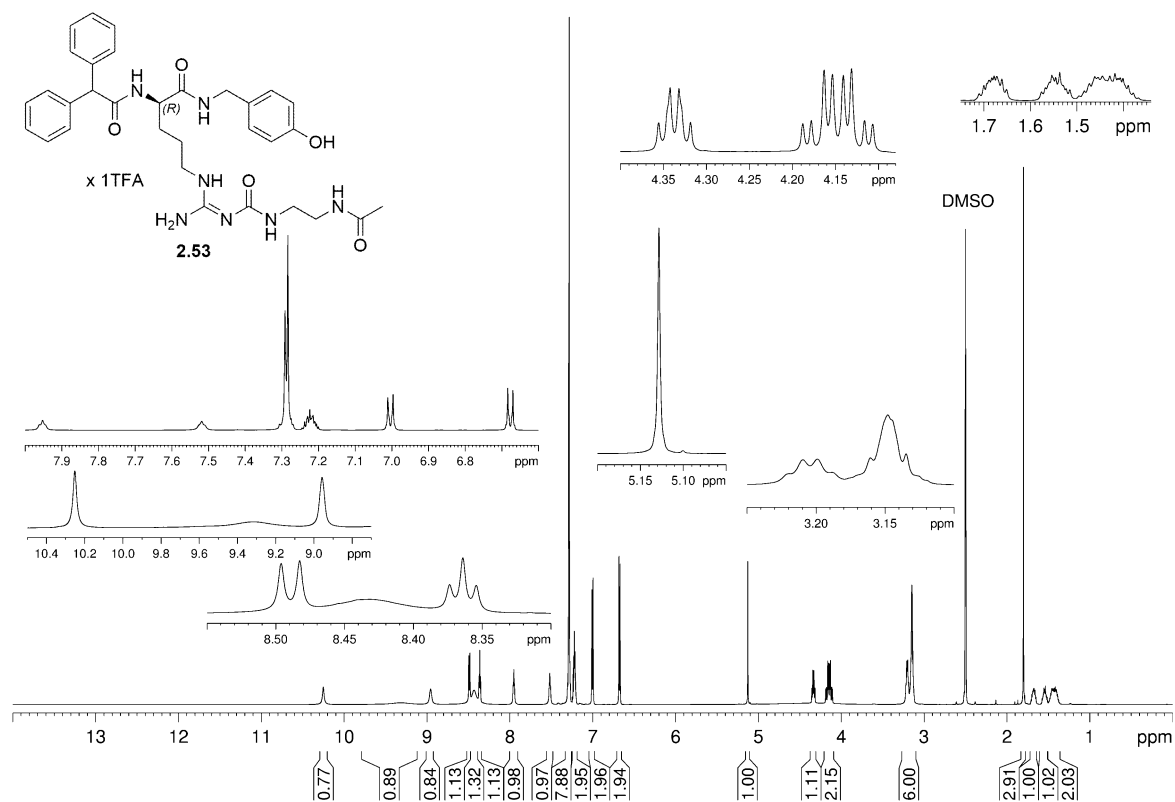 O
H
N
N
H
(R)
O
OH
NH
O
H
N
x 1TFA
H2N
N
N
H
O
2.53
4.35 4.30 4.25 4.20 4.15 ppm
1.7 1.6 1.5 ppm
DMSO
7.9 7.8 7.7 7.6 7.5 7.4 7.3 7.2 7.1 7.0 6.9 6.8 ppm
5.15 5.10 ppm
3.20 3.15 ppm
10.4 10.2 10.0 9.8 9.6 9.4 9.2 9.0 ppm
8.50 8.45 8.40 8.35 ppm
13 12 11 10 9 8 7 6 5 4 3 2 1 ppm
0.77 0.89 0.84 1.13 1.32 1.13 0.98 0.97 7.88 1.95 1.96 1.94 1.00 1.11 2.15 6.00 2.91 1.00 1.02 2.03